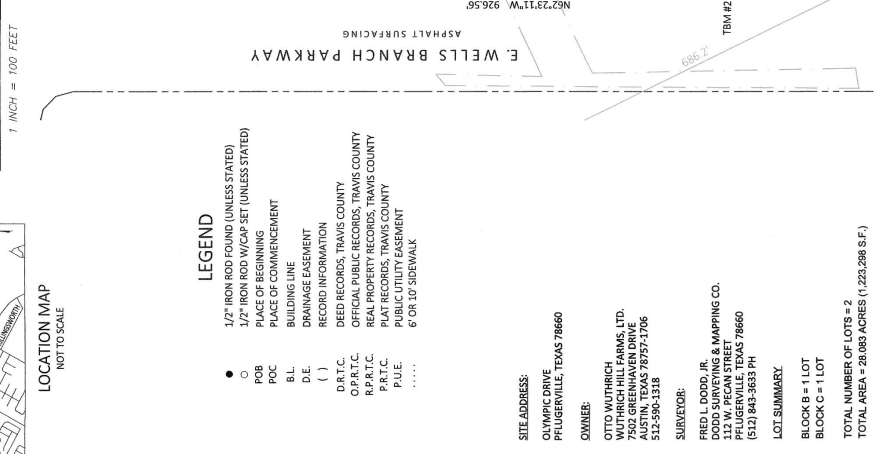 1 INCH = 100 FEET
LOCATION MAP
NOT TO SCALE
LEGEND
● 1/2" IRON ROD FOUND (UNLESS STATED)
○ 1/2" IRON ROD W/CAP SET (UNLESS STATED)
POB PLACE OF BEGINNING
POC PLACE OF COMMENCEMENT
B.L. BUILDING LINE
D.E. DRAINAGE EASEMENT
( ) RECORD INFORMATION
D.R.T.C. DEED RECORDS, TRAVIS COUNTY
O.P.R.T.C. OFFICIAL PUBLIC RECORDS, TRAVIS COUNTY
R.P.R.T.C. REAL PROPERTY RECORDS, TRAVIS COUNTY
P.R.T.C. PLAT RECORDS, TRAVIS COUNTY
P.U.E. PUBLIC UTILITY EASEMENT
..... 6' OR 10' SIDEWALK
SITE ADDRESS:
OLYMPIC DRIVE
PFLUGERVILLE, TEXAS 78660
OWNER:
OTTO WUTHRICH
WUTHRICH HILL FARMS, LTD.
7502 GREENHAVEN DRIVE
AUSTIN, TEXAS 78757-1706
512-590-1318
SURVEYOR:
FRED L. DODD, JR.
DODD SURVEYING & MAPPING CO.
112 W. PECAN STREET
PFLUGERVILLE, TEXAS 78660
(512) 843-3633 PH
LOT SUMMARY
BLOCK B = 1 LOT
BLOCK C = 1 LOT
TOTAL NUMBER OF LOTS = 2
TOTAL AREA = 28.083 ACRES (1,223,298 S.F.)
E. WELLS BRANCH PARKWAY
ASPHALT SURFACING
N62°23'11"W 926.56'
686.2'
TBM #2